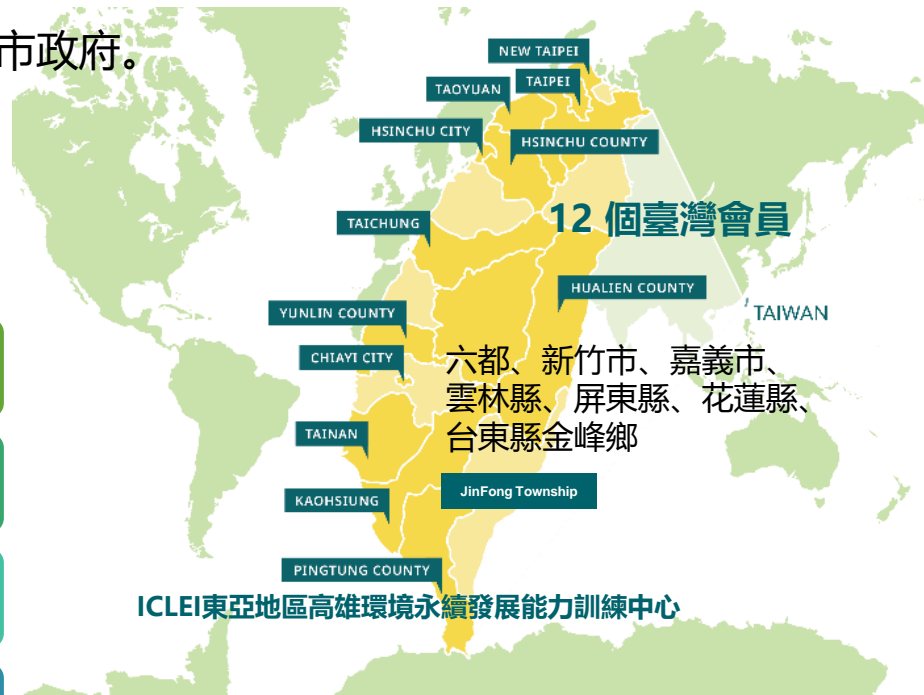 市政府。
NEW TAIPEI
TAIPEI
TAOYUAN
HSINCHU CITY
HSINCHU COUNTY
12 個臺灣會員
TAICHUNG
HUALIEN COUNTY
YUNLIN COUNTY
TAIWAN
CHIAYI CITY
六都、新竹市、嘉義市、
雲林縣、屏東縣、花蓮縣、
台東縣金峰鄉
TAINAN
JinFong Township
KAOHSIUNG
PINGTUNG COUNTY
ICLEI東亞地區高雄環境永續發展能力訓練中心